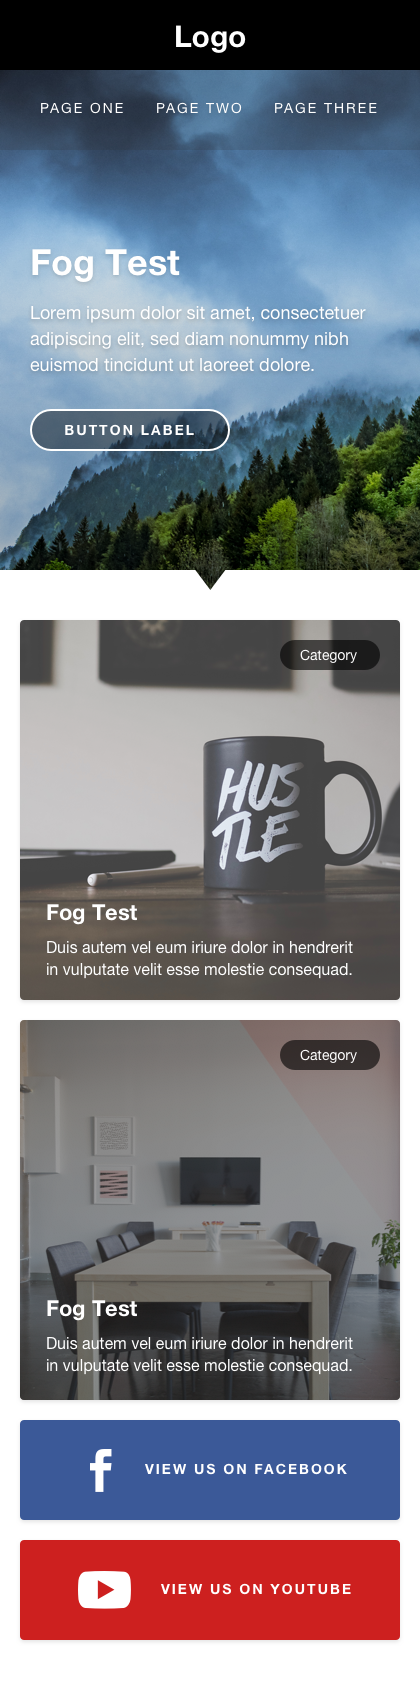 Logo
PAGE ONE PAGE TWO PAGE THREE
Fog Test
Lorem ipsum dolor sit amet, consectetuer
adipiscing elit, sed diam nonummy nibh
euismod tincidunt ut laoreet dolore.
BUTTON LABEL
Category
HUS
TLE
Fog Test
Duis autem vel eum iriure dolor in hendrerit
in vulputate velit esse molestie consequad.
Category
Fog Test
Duis autem vel eum iriure dolor in hendrerit
in vulputate velit esse molestie consequad.
f VIEW US ON FACEBOOK
VIEW US ON YOUTUBE